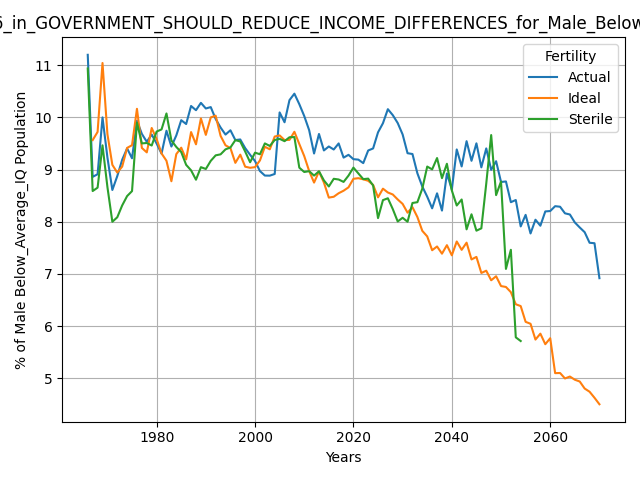 in_GOVERNMENT_SHOULD_REDUCE_INCOME_DIFFERENCES_for_Male_Below
% of Male Below_Average_IQ Population
11
10
9
8
7
6
5
Fertility
Actual
Ideal
Sterile
1980
2000
2020
2040
2060
Years